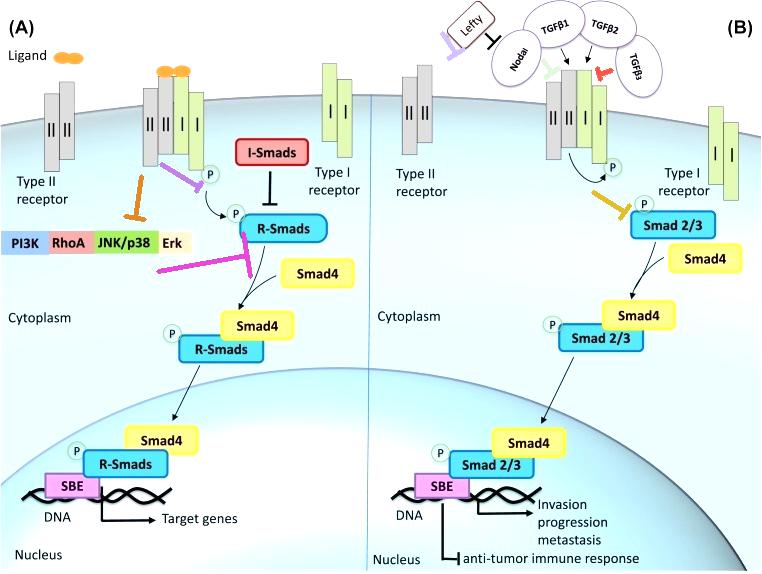 (A)
Ligand
II
II
II
II
I
I
I
I
Type II
receptor
P
I-Smads
Type I
receptor
P
R-Smads
PI3K RhoA JNK/p38 Erk
Smad4
Cytoplasm
Smad4
P
R-Smads
Smad4
P
R-Smads
SBE
DNA
Target genes
Nucleus
(B)
Lefty
Nodal
TGFβ1
TGFβ2
TGFβ3
II
II
II
II
I
I
I
I
Type II
receptor
P
Type I
receptor
P
Smad 2/3
Smad4
Cytoplasm
Smad4
P
Smad 2/3
Smad4
P
Smad 2/3
SBE
DNA
Invasion
progression
metastasis
Nucleus
anti-tumor immune response